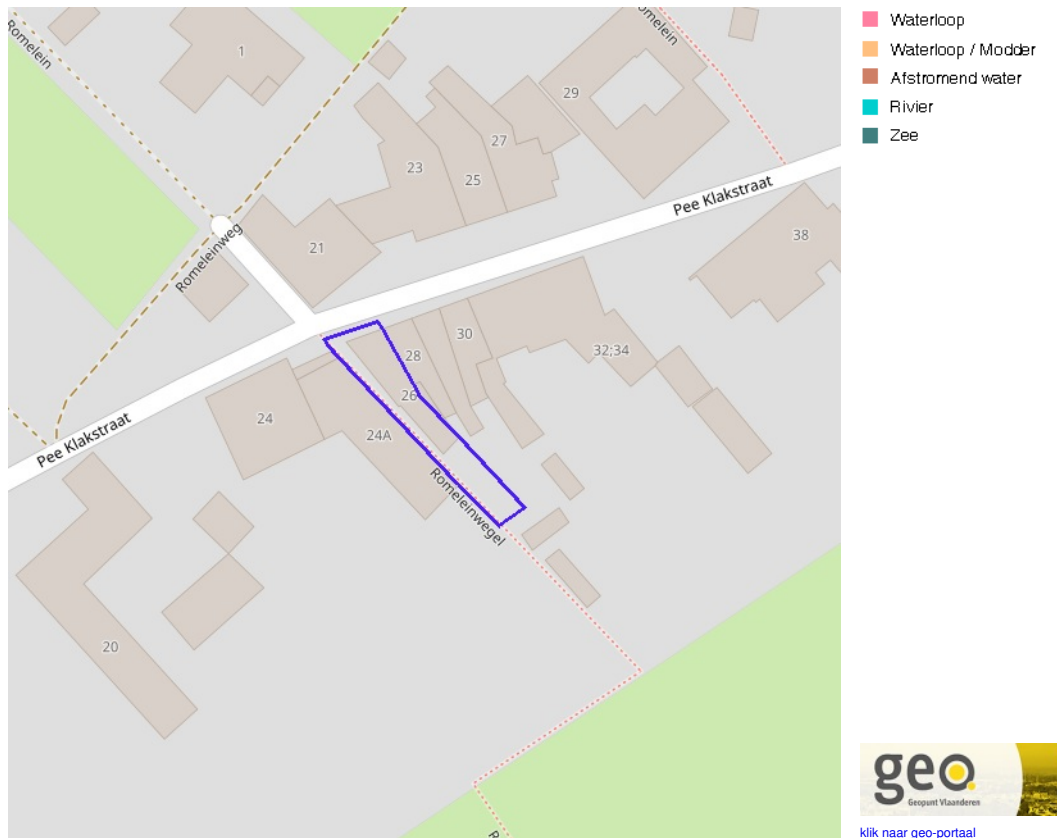 Romelein
1
Romelein
29
27
23
25
Pee Klakstraat
38
Romeleinweg
21
30
28
32;34
26
24
24A
Pee Klakstraat
Romeleinwegel
20
R
Waterloop
Waterloop / Modder
Afstromend water
Rivier
Zee
geo.
Geopunt Vlaanderen
klik naar geo-portaal